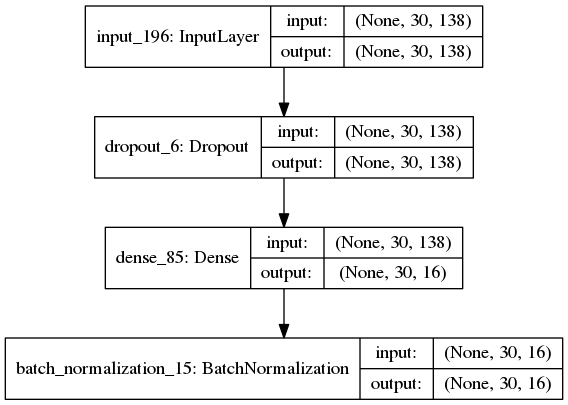 input_196: InputLayer
input: (None, 30, 138)
output: (None, 30, 138)
dropout_6: Dropout
input: (None, 30, 138)
output: (None, 30, 138)
dense_85: Dense
input: (None, 30, 138)
output: (None, 30, 16)
batch_normalization_15: BatchNormalization
input: (None, 30, 16)
output: (None, 30, 16)